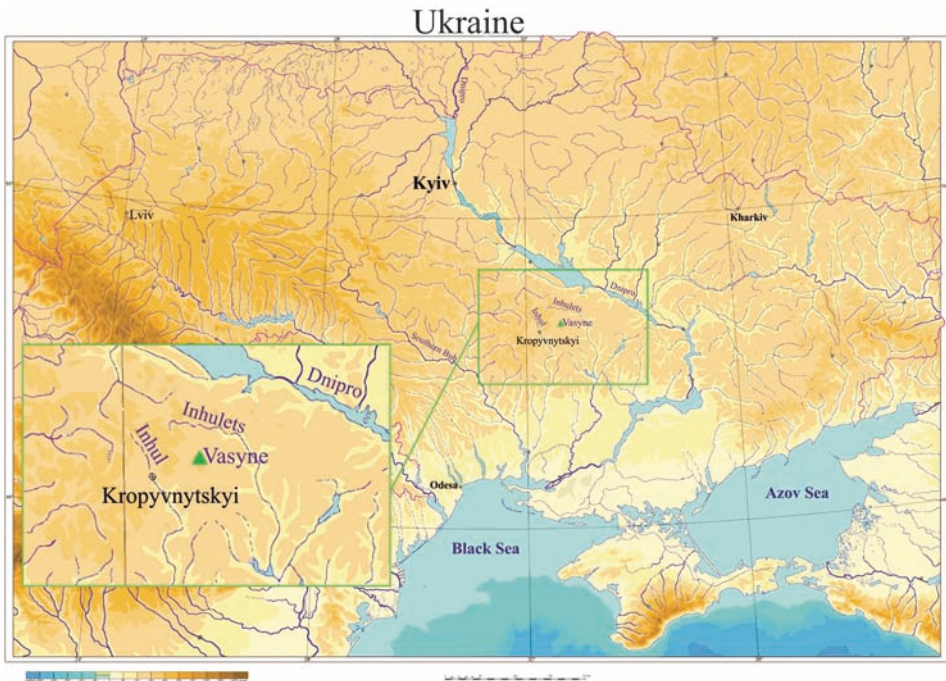 Ukraine
Dnipro
Kyiv
Lviv
Kharkiv
Dnipro
Inhulets
Inhul
Vasyne
Kropyvnytskyi
Southern Buh
Dnipro
Inhulets
Inhul
Vasyne
Kropyvnytskyi
Odesa
Azov Sea
Black Sea